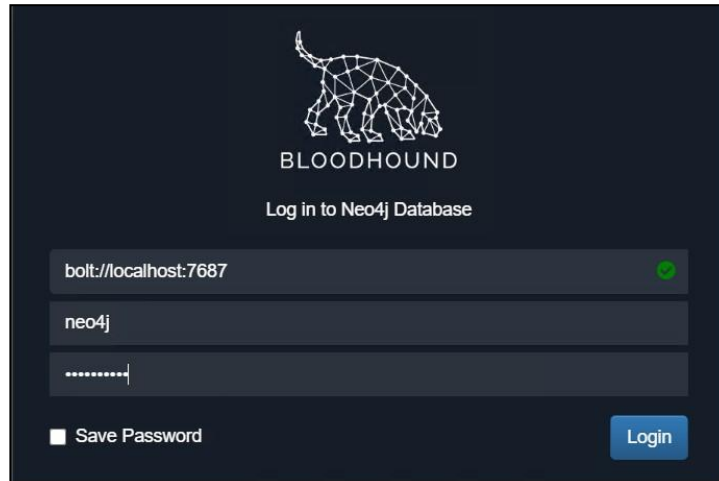 BLOODHOUND
Log in to Neo4j Database
bolt://localhost:7687
neo4j
••••••••••
Save Password
Login